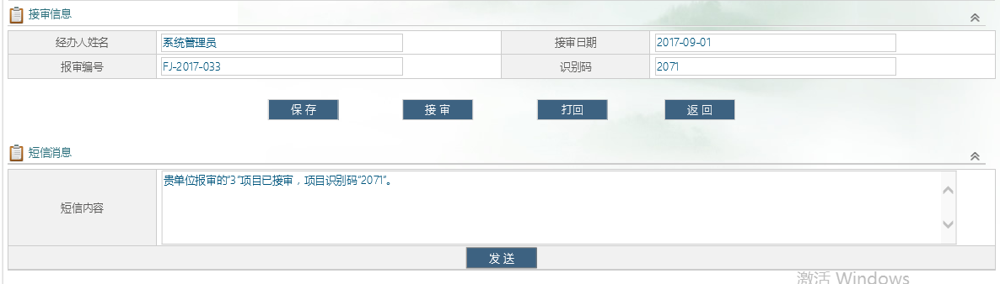 接审信息
经办人姓名 系统管理员 接审日期 2017-09-01
报审编号 FJ-2017-033 识别码 2071
保 存 接 审 打回 返 回
短信消息
短信内容 贵单位报审的"3"项目已接审，项目识别码"2071"。
发 送
激活 Windows